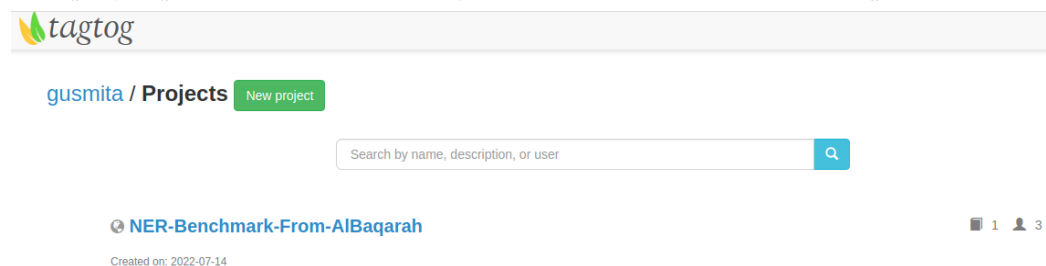 tagtog
gusmita / Projects New project
Search by name, description, or user
NER-Benchmark-From-AlBaqarah 1 3
Created on: 2022-07-14